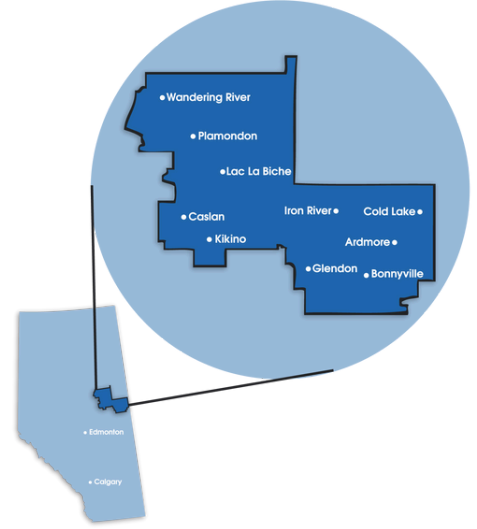 Wandering River
Plamondon
Lac La Biche
Iron River
Cold Lake
Caslan
Kikino
Ardmore
Glendon
Bonnyville
Edmonton
Calgary